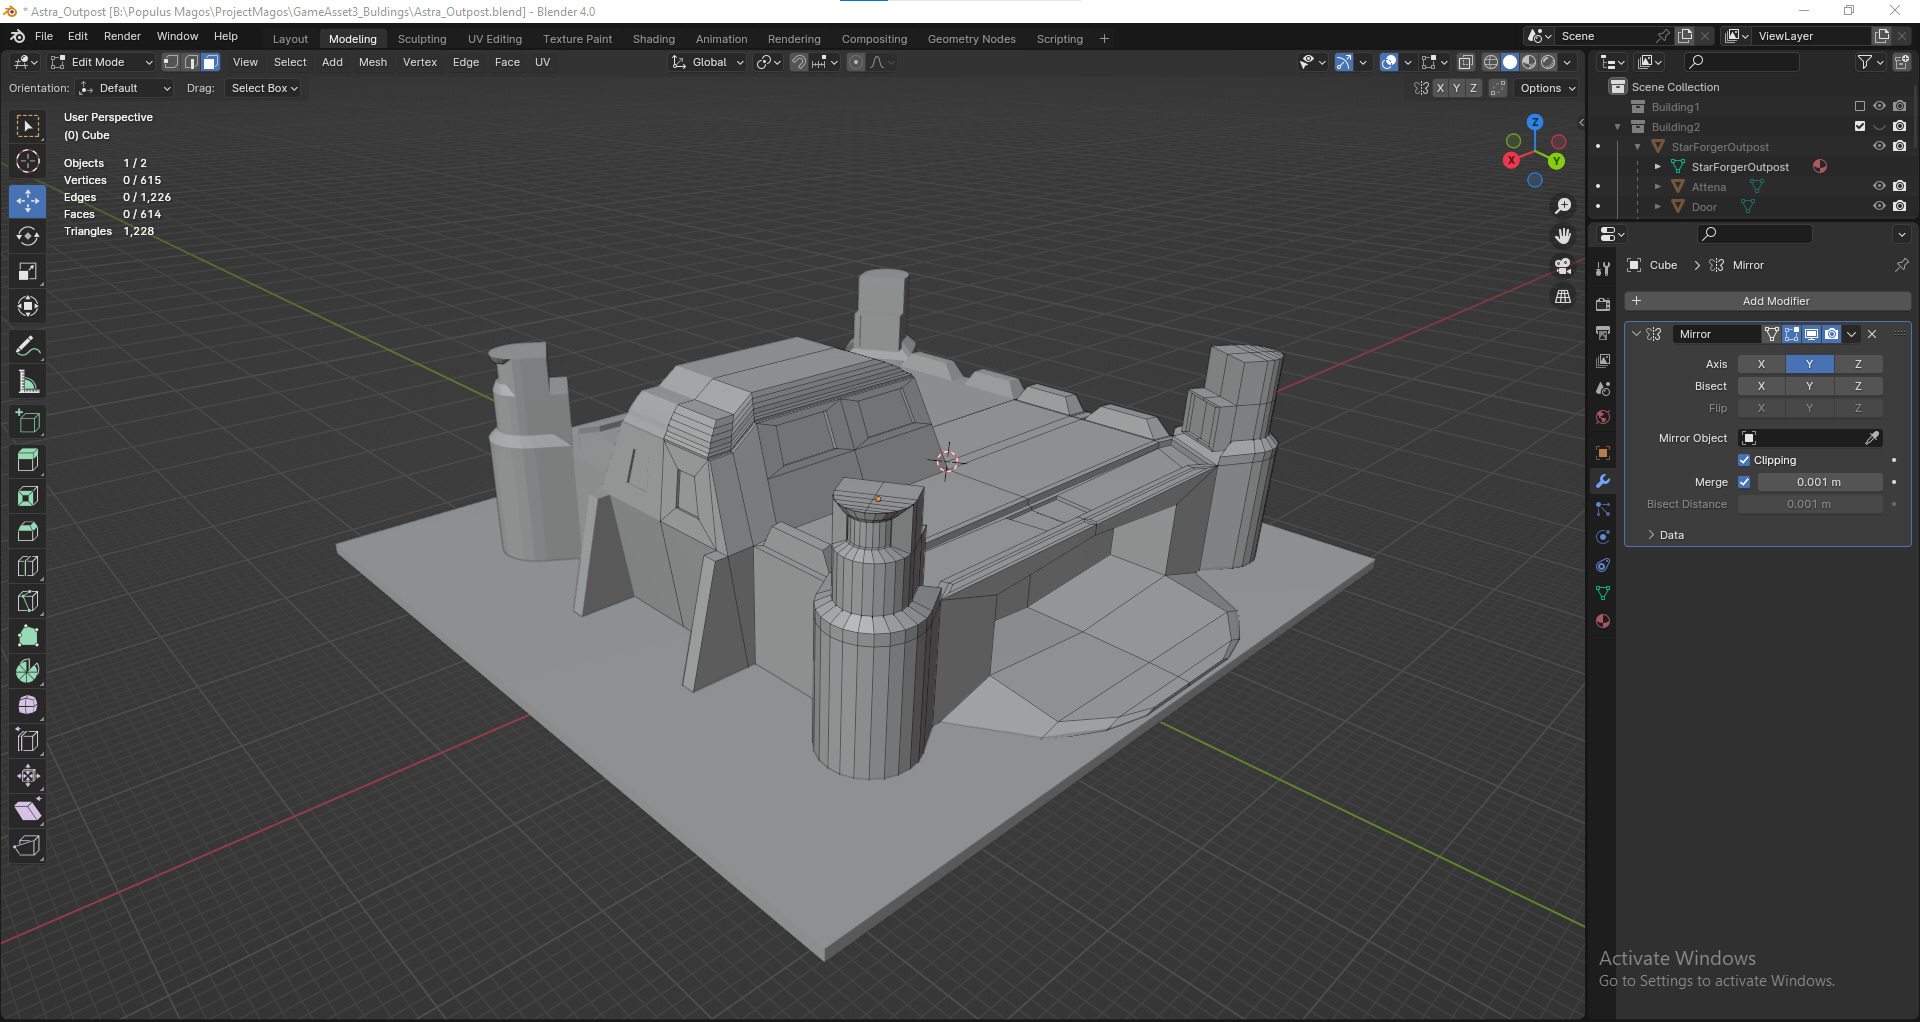 * Astra_Outpost [B:\Populus Magos\ProjectMagos\GameAsset3_Buldings\Astra_Outpost.blend] - Blender 4.0
File Edit Render Window Help Layout Modeling Sculpting UV Editing Texture Paint Shading Animation Rendering Compositing Geometry Nodes Scripting + Scene ViewLayer
Edit Mode View Select Add Mesh Vertex Edge Face UV Global
Orientation: Default Drag: Select Box X Y Z Options
User Perspective
(0) Cube
Objects 1 / 2
Vertices 0 / 615
Edges 0 / 1,226
Faces 0 / 614
Triangles 1,228
Z
X
Y
Scene Collection
Building1
Building2
StarForgerOutpost
StarForgerOutpost
Attena
Door
Cube > Mirror
+ Add Modifier
Mirror
Axis X Y Z
Bisect X Y Z
Flip X Y Z
Mirror Object
Clipping
Merge 0.001 m
Bisect Distance 0.001 m
Data
Activate Windows
Go to Settings to activate Windows.